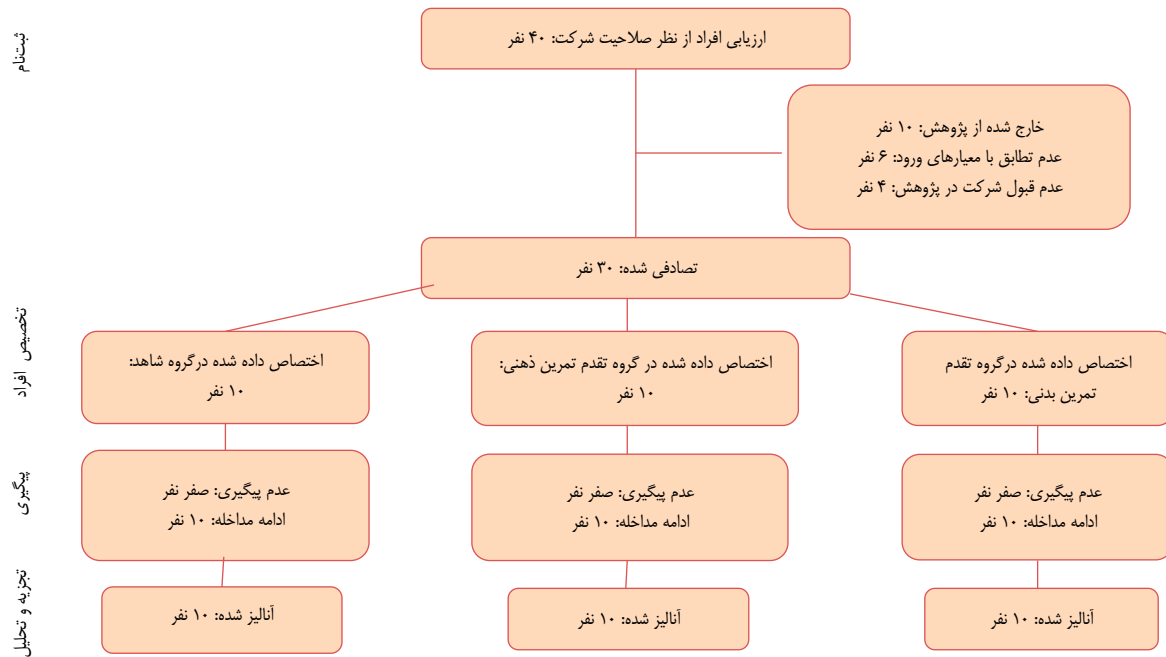 ثبت‌نام
ارزیابی افراد از نظر صلاحیت شرکت: ۴۰ نفر
خارج شده از پژوهش: ۱۰ نفر
عدم تطابق با معیارهای ورود: ۶ نفر
عدم قبول شرکت در پژوهش: ۴ نفر
تصادفی شده: ۳۰ نفر
تخصیص افراد
اختصاص داده شده درگروه تقدم
تمرین بدنی: ۱۰ نفر
اختصاص داده شده در گروه تقدم تمرین ذهنی:
۱۰ نفر
اختصاص داده شده درگروه شاهد:
۱۰ نفر
پیگیری
عدم پیگیری: صفر نفر
ادامه مداخله: ۱۰ نفر
عدم پیگیری: صفر نفر
ادامه مداخله: ۱۰ نفر
عدم پیگیری: صفر نفر
ادامه مداخله: ۱۰ نفر
تجزیه و تحلیل
آنالیز شده: ۱۰ نفر
آنالیز شده: ۱۰ نفر
آنالیز شده: ۱۰ نفر